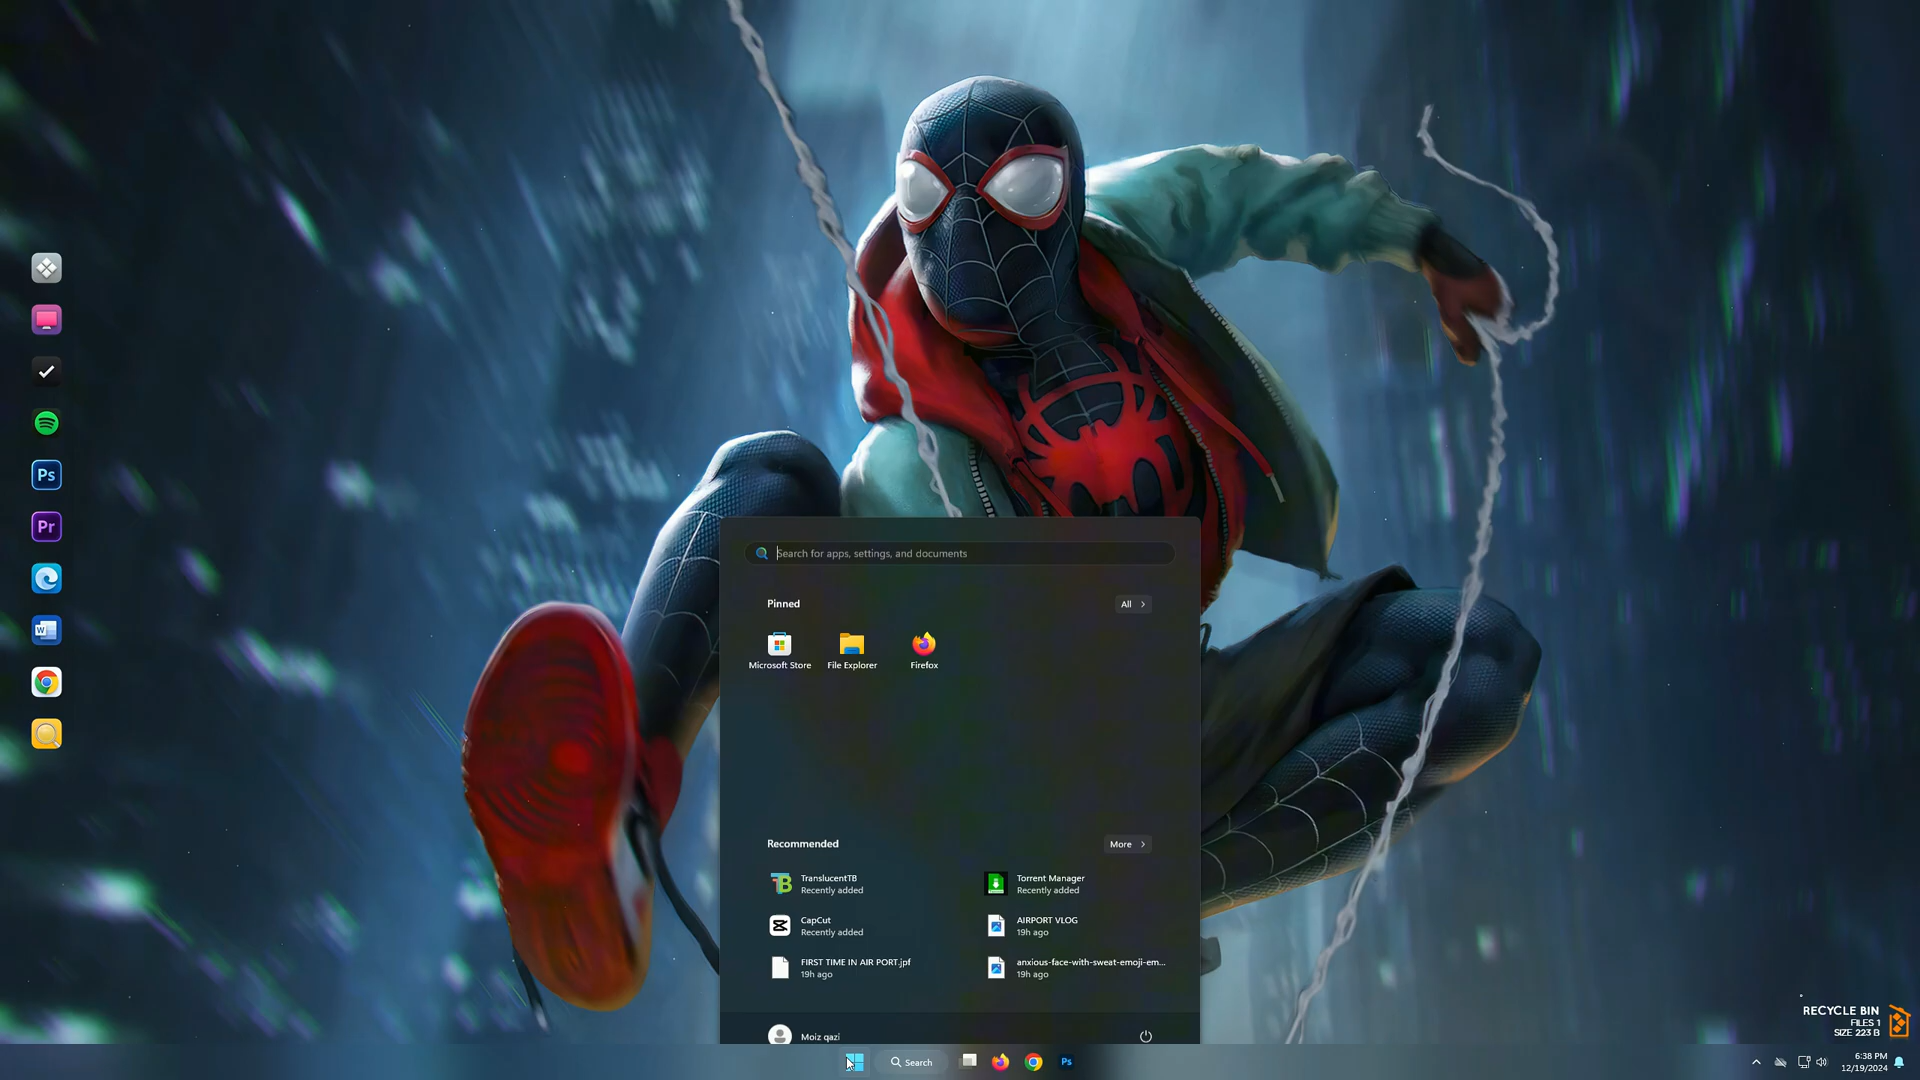 Search for apps, settings, and documents
Pinned
All
Microsoft Store
File Explorer
Firefox
Recommended
More
TranslucentTB
Recently added
Torrent Manager
Recently added
CapCut
Recently added
AIRPORT VLOG
19h ago
FIRST TIME IN AIR PORT.jpf
19h ago
anxious-face-with-sweat-emoji-em...
19h ago
Moiz qazi
Ps
Pr
W
RECYCLE BIN
FILES 1
SIZE 223 B
Search
Ps
6:38 PM
12/19/2024